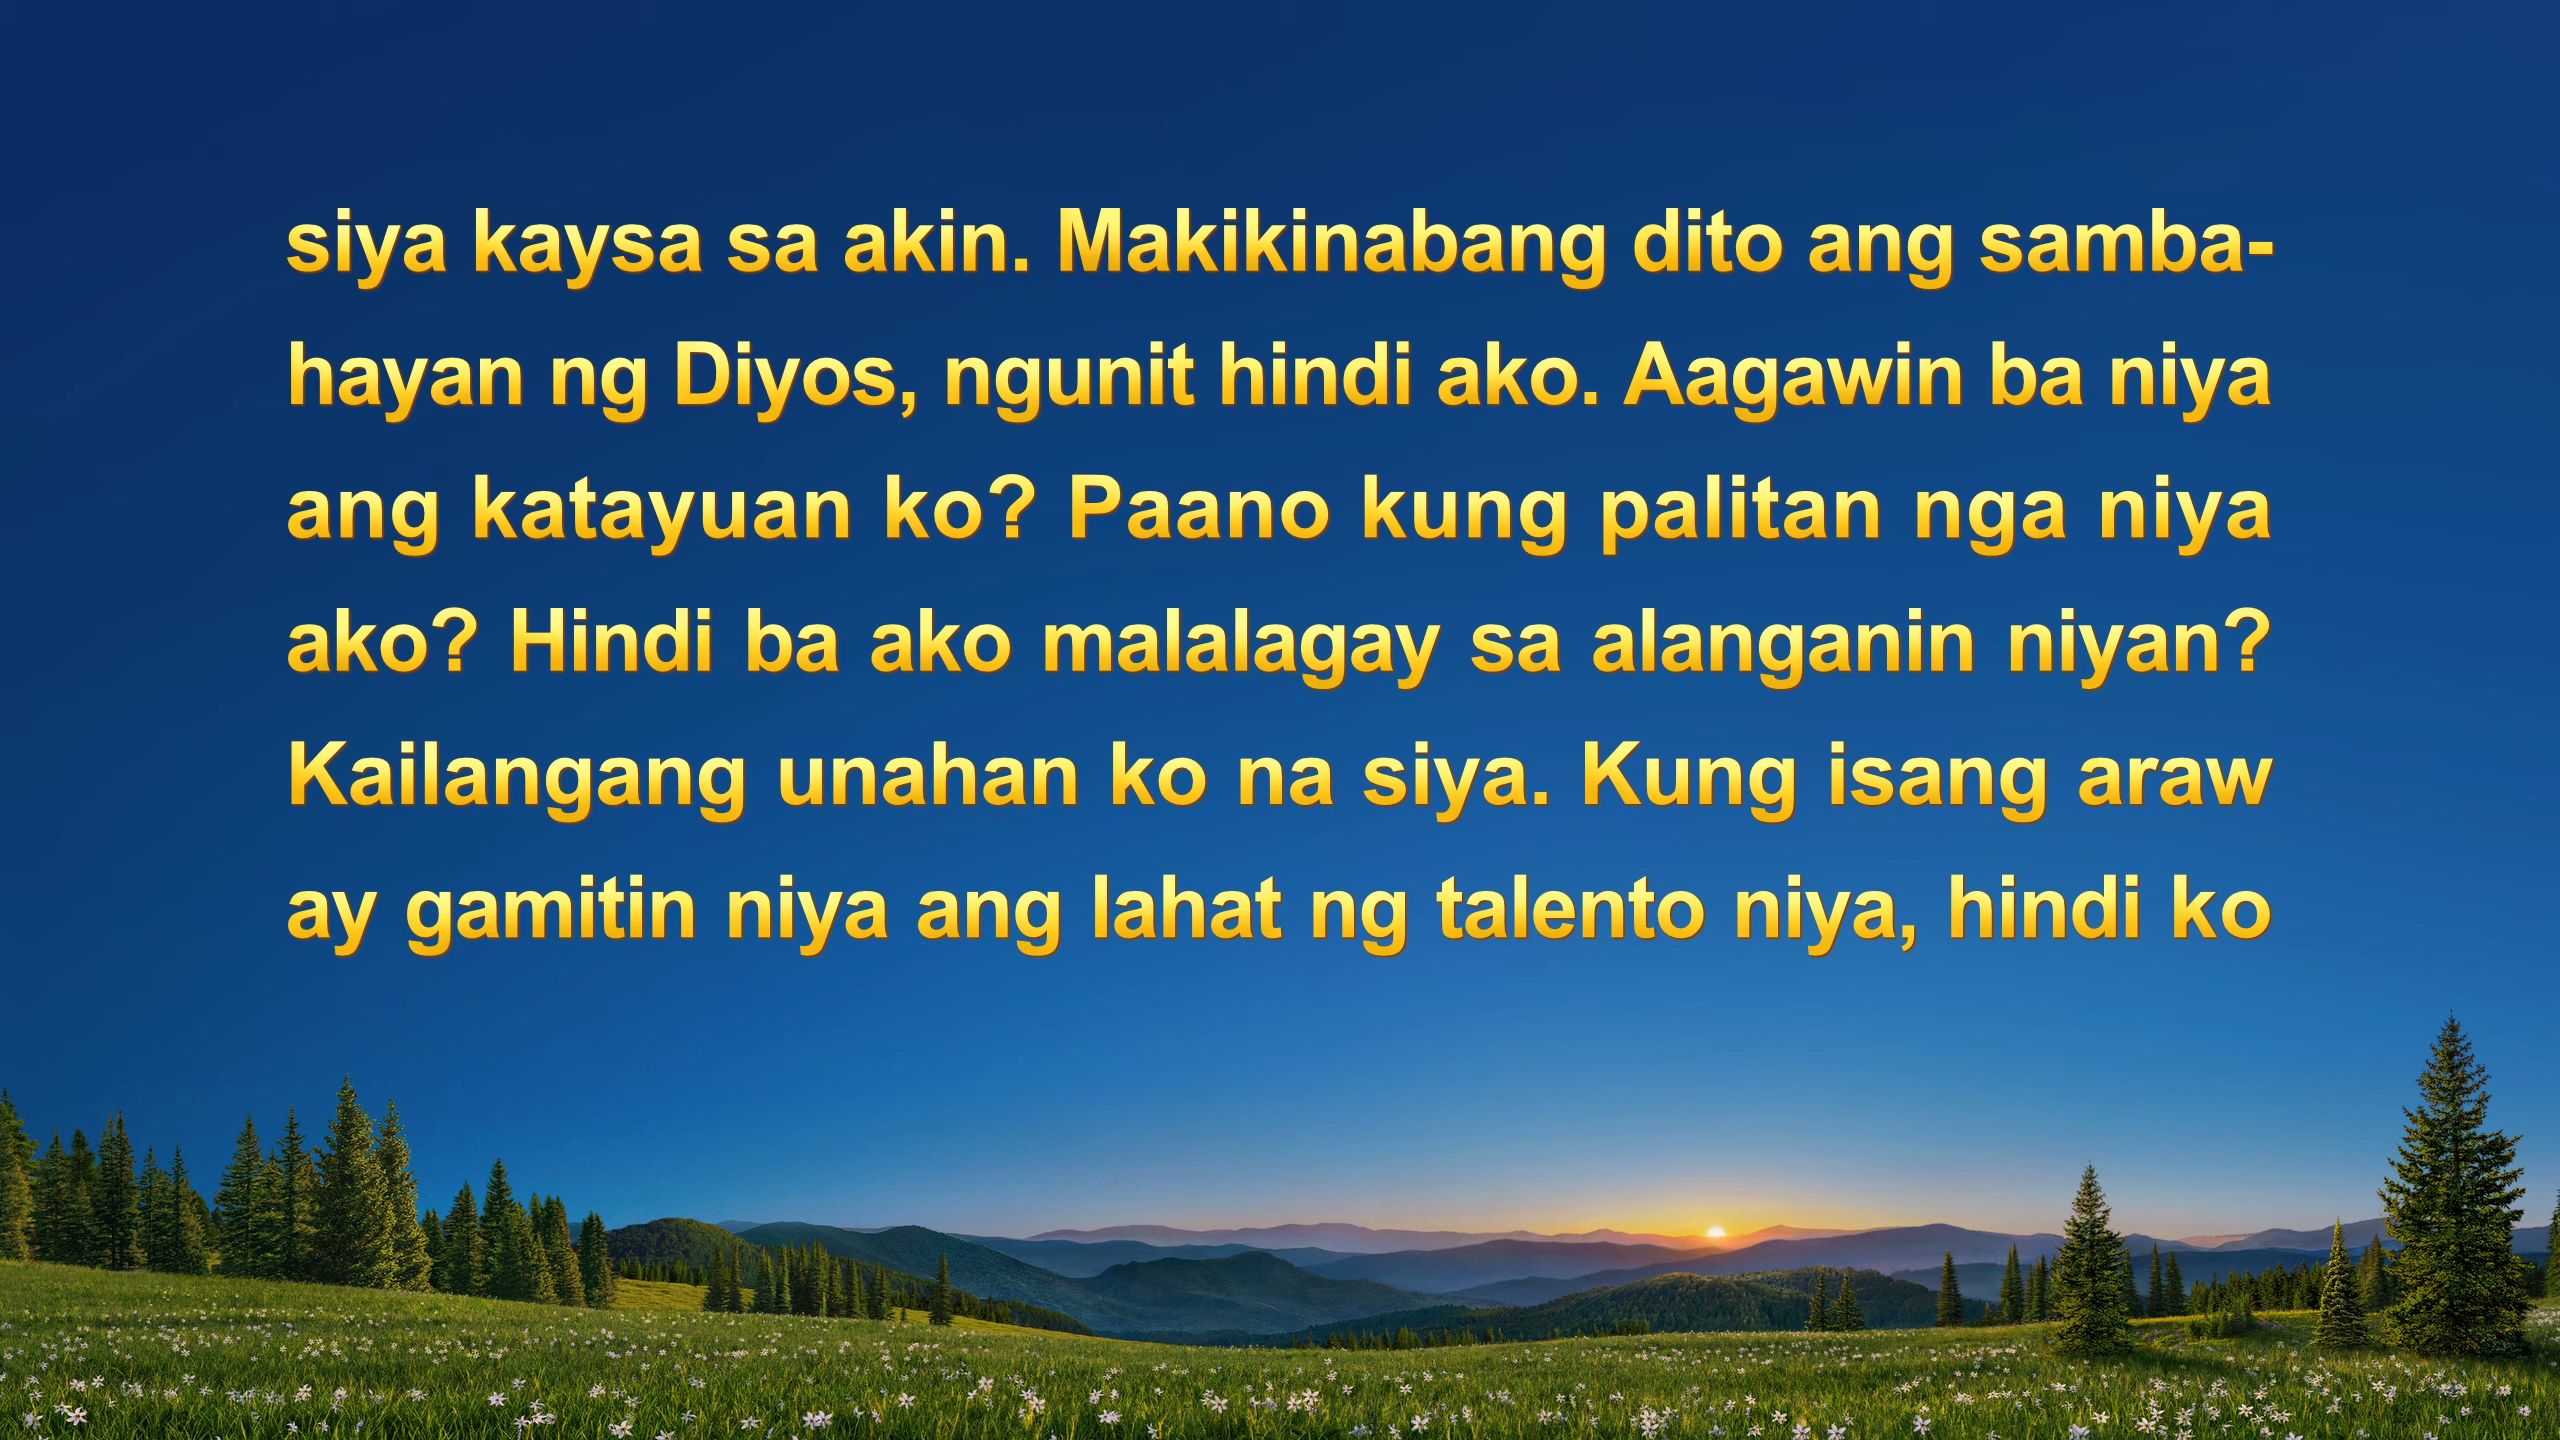 siya kaysa sa akin. Makikinabang dito ang samba-
hayan ng Diyos, ngunit hindi ako. Aagawin ba niya
ang katayuan ko? Paano kung palitan nga niya
ako? Hindi ba ako malalagay sa alanganin niyan?
Kailangang unahan ko na siya. Kung isang araw
ay gamitin niya ang lahat ng talento niya, hindi ko